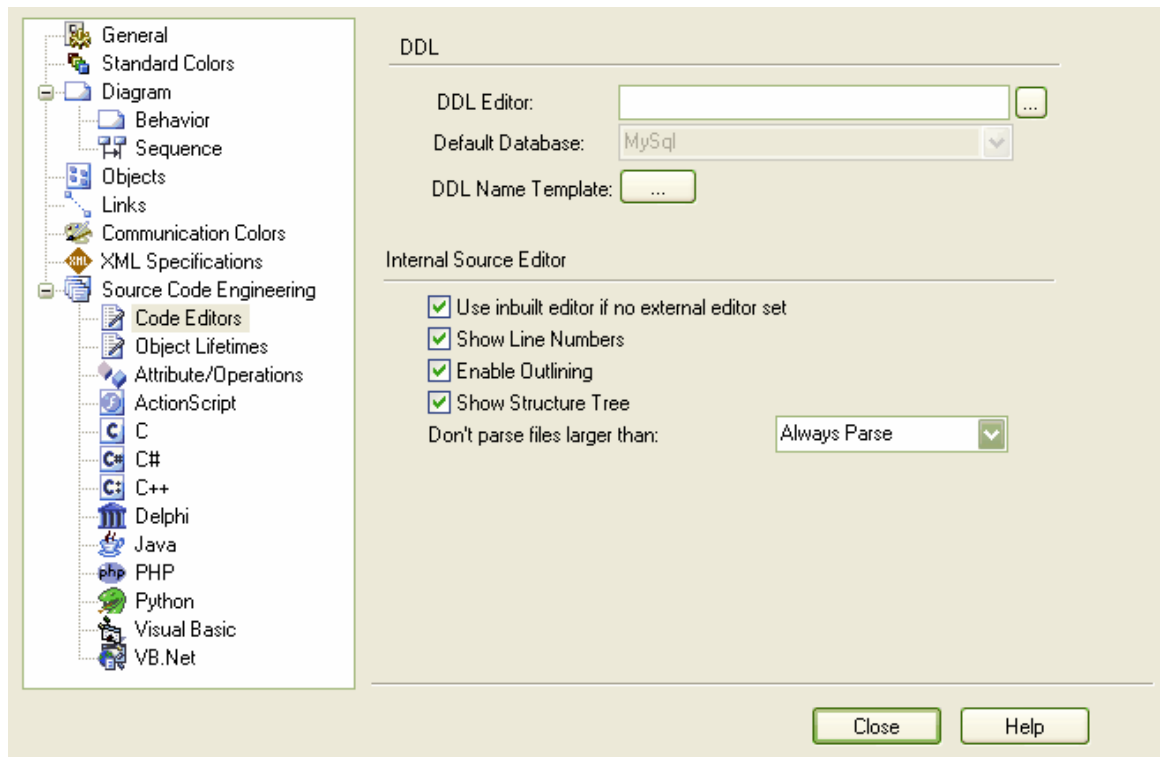 General
Standard Colors
Diagram
Behavior
Sequence
Objects
Links
Communication Colors
XML Specifications
Source Code Engineering
Code Editors
Object Lifetimes
Attribute/Operations
ActionScript
C
C#
C++
Delphi
Java
php PHP
Python
Visual Basic
VB.Net
DDL
DDL Editor: ...
Default Database: MySql
DDL Name Template: ...
Internal Source Editor
Use inbuilt editor if no external editor set
Show Line Numbers
Enable Outlining
Show Structure Tree
Don't parse files larger than: Always Parse
Close Help